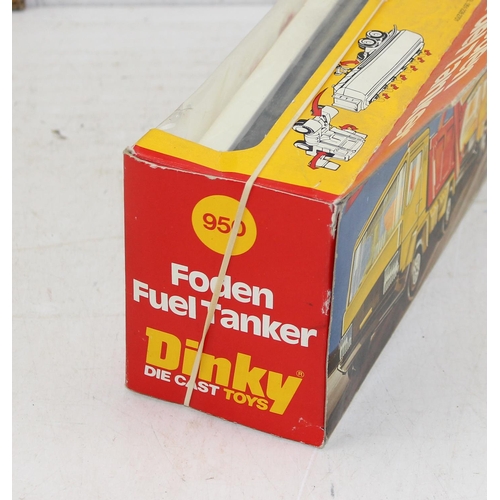 950
Foden
Fuel Tanker
Dinky®
DIE CAST TOYS